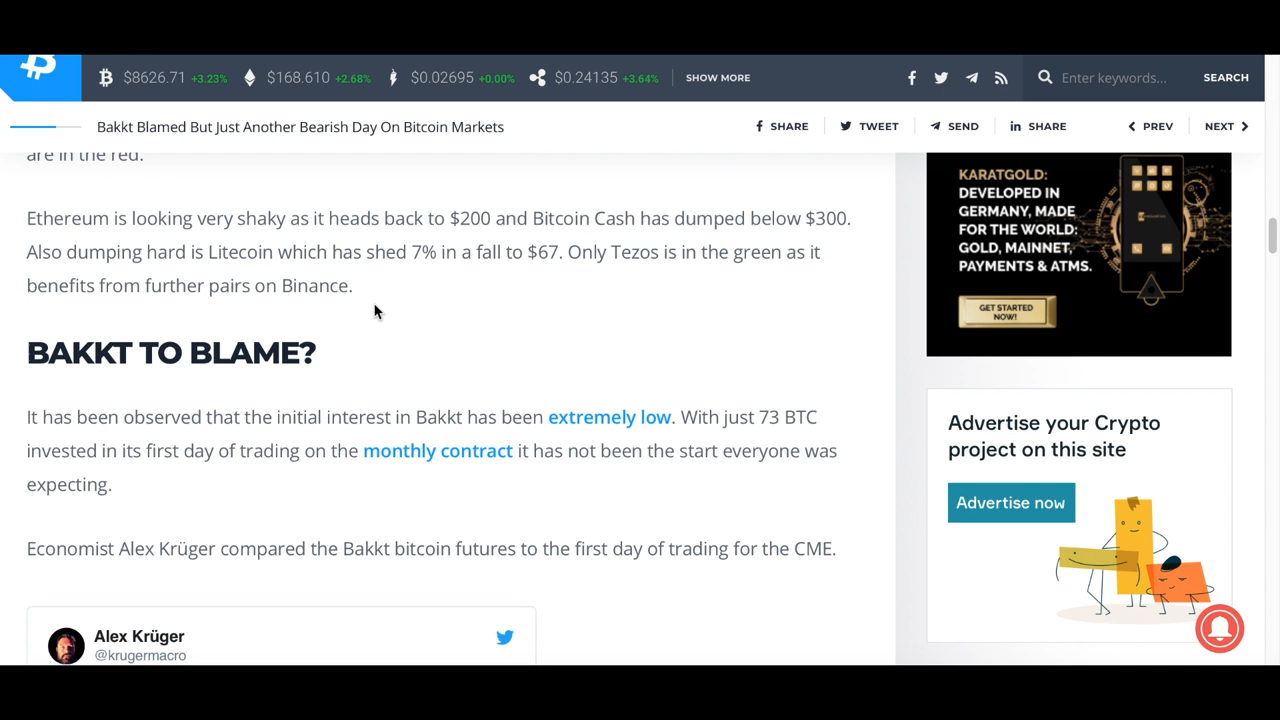 $8626.71 +3.23% $168.610 +2.68% $0.02695 +0.00% $0.24135 +3.64% SHOW MORE Enter keywords... SEARCH
Bakkt Blamed But Just Another Bearish Day On Bitcoin Markets SHARE TWEET SEND SHARE PREV NEXT
are in the red.
Ethereum is looking very shaky as it heads back to $200 and Bitcoin Cash has dumped below $300.
Also dumping hard is Litecoin which has shed 7% in a fall to $67. Only Tezos is in the green as it
benefits from further pairs on Binance.
BAKKT TO BLAME?
It has been observed that the initial interest in Bakkt has been extremely low. With just 73 BTC
invested in its first day of trading on the monthly contract it has not been the start everyone was
expecting.
Economist Alex Krüger compared the Bakkt bitcoin futures to the first day of trading for the CME.
Alex Krüger
@krugermacro
KARATGOLD:
DEVELOPED IN
GERMANY, MADE
FOR THE WORLD:
GOLD, MAINNET,
PAYMENTS & ATMS.
GET STARTED
NOW!
Advertise your Crypto
project on this site
Advertise now